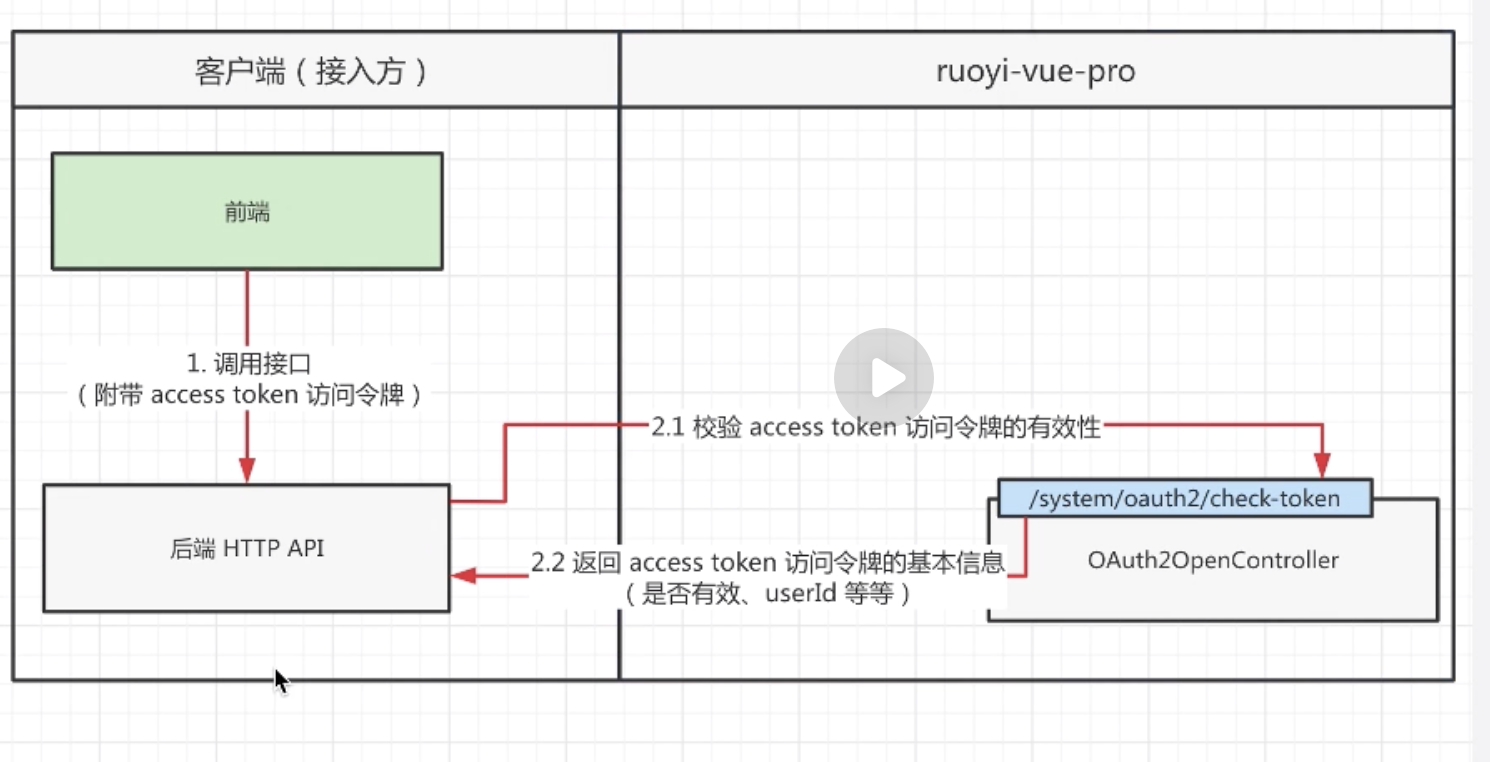 客户端（接入方）
ruoyi-vue-pro
前端
1. 调用接口
（附带 access token 访问令牌）
2.1 校验 access token 访问令牌的有效性
/system/oauth2/check-token
后端 HTTP API
2.2 返回 access token 访问令牌的基本信息
（是否有效、userId 等等）
OAuth2OpenController